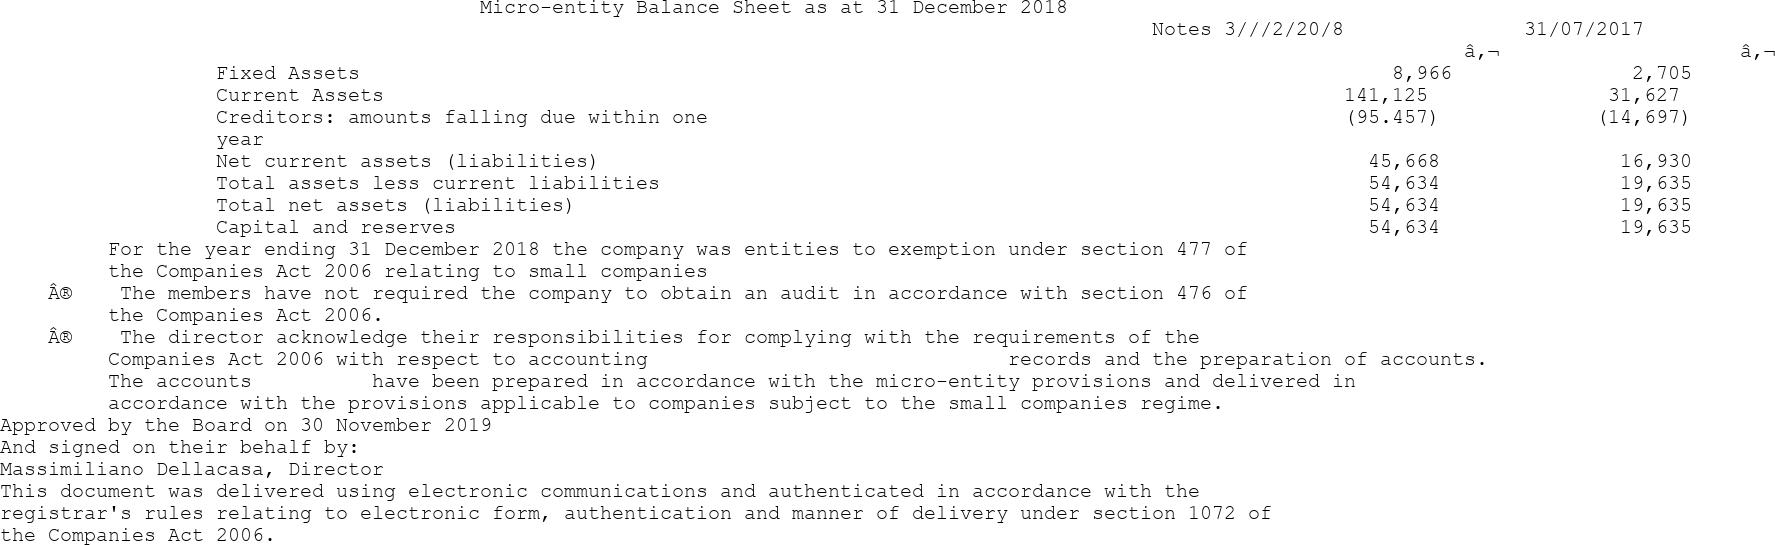 Micro-entity Balance Sheet as at 31 December 2018
Notes 3///2/20/8 31/07/2017
â‚¬ â‚¬
Fixed Assets 8,966 2,705
Current Assets 141,125 31,627
Creditors: amounts falling due within one (95.457) (14,697)
year
Net current assets (liabilities) 45,668 16,930
Total assets less current liabilities 54,634 19,635
Total net assets (liabilities) 54,634 19,635
Capital and reserves 54,634 19,635
For the year ending 31 December 2018 the company was entities to exemption under section 477 of
the Companies Act 2006 relating to small companies
Â® The members have not required the company to obtain an audit in accordance with section 476 of
the Companies Act 2006.
Â® The director acknowledge their responsibilities for complying with the requirements of the
Companies Act 2006 with respect to accounting records and the preparation of accounts.
The accounts have been prepared in accordance with the micro-entity provisions and delivered in
accordance with the provisions applicable to companies subject to the small companies regime.
Approved by the Board on 30 November 2019
And signed on their behalf by:
Massimiliano Dellacasa, Director
This document was delivered using electronic communications and authenticated in accordance with the
registrar's rules relating to electronic form, authentication and manner of delivery under section 1072 of
the Companies Act 2006.